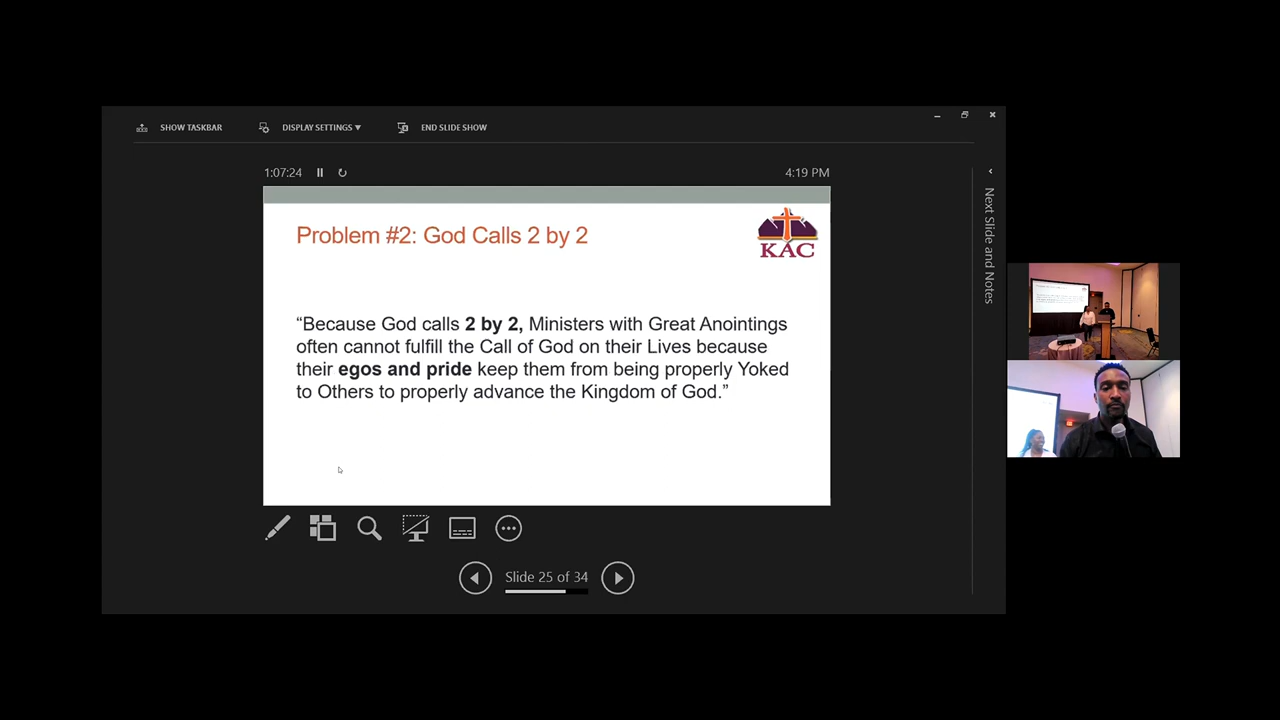 SHOW TASKBAR
DISPLAY SETTINGS ▼
END SLIDE SHOW
1:07:24
4:19 PM
Problem #2: God Calls 2 by 2
KAC
“Because God calls 2 by 2, Ministers with Great Anointings
often cannot fulfill the Call of God on their Lives because
their egos and pride keep them from being properly Yoked
to Others to properly advance the Kingdom of God.”
Slide 25 of 34
Next Slide and Notes